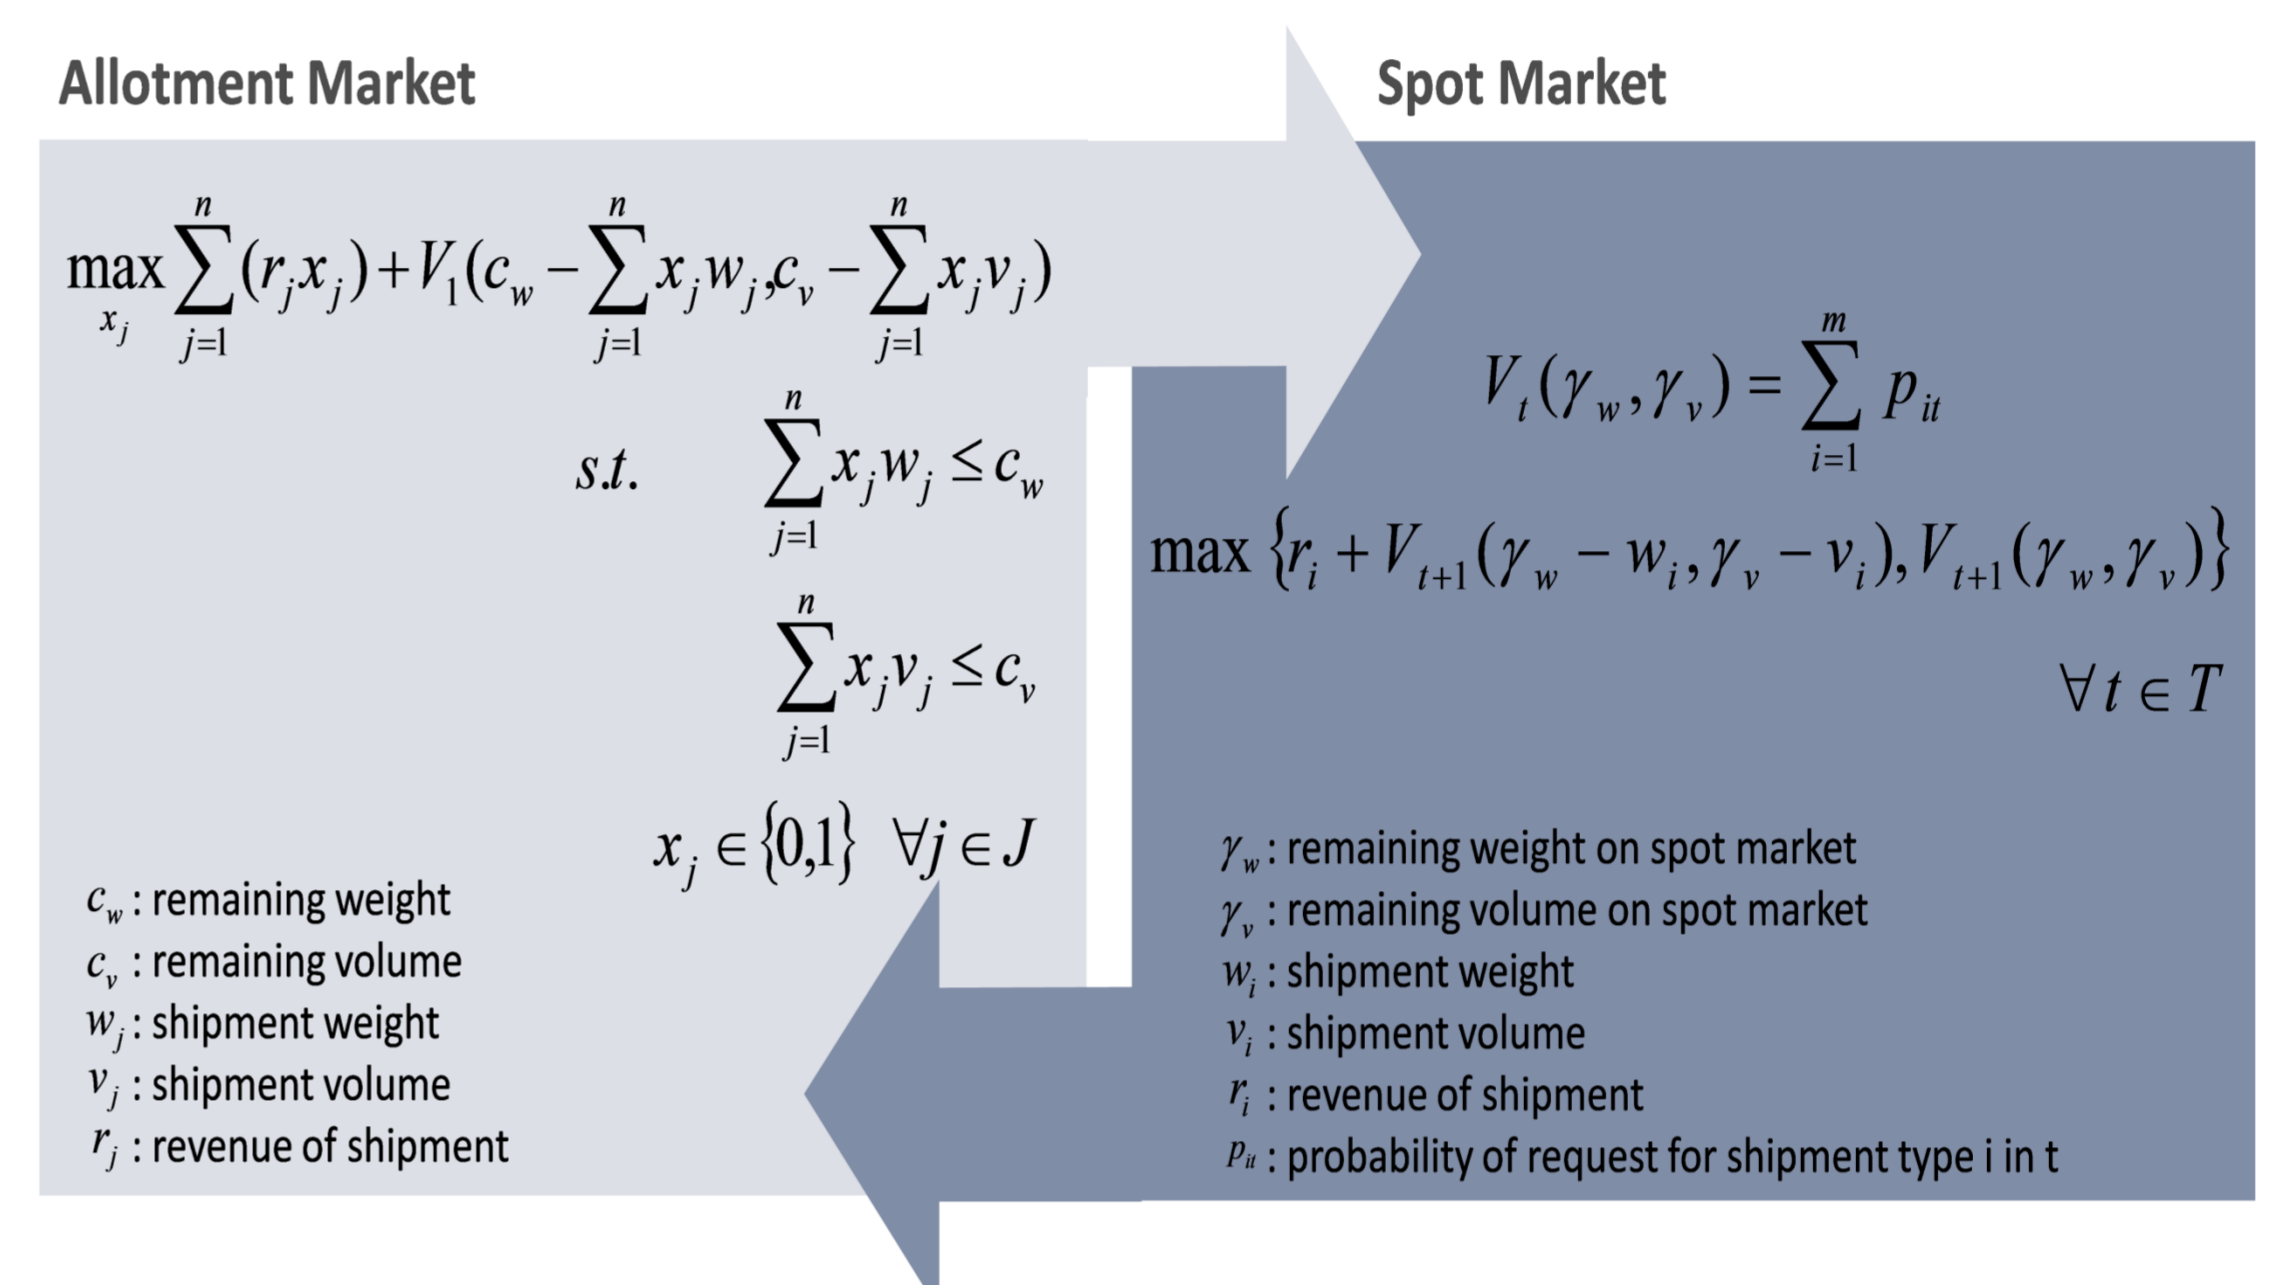 Allotment Market
max_{x_j} ∑_{j=1}^{n} (r_j x_j) + V_1(c_w − ∑_{j=1}^{n} x_j w_j, c_v − ∑_{j=1}^{n} x_j v_j)
s.t. ∑_{j=1}^{n} x_j w_j ≤ c_w
∑_{j=1}^{n} x_j v_j ≤ c_v
x_j ∈ {0,1} ∀j ∈ J
c_w : remaining weight
c_v : remaining volume
w_j : shipment weight
v_j : shipment volume
r_j : revenue of shipment
Spot Market
V_t(γ_w, γ_v) = ∑_{i=1}^{m} p_{it}
max {r_i + V_{t+1}(γ_w − w_i, γ_v − v_i), V_{t+1}(γ_w, γ_v)}
∀ t ∈ T
γ_w : remaining weight on spot market
γ_v : remaining volume on spot market
w_i : shipment weight
v_i : shipment volume
r_i : revenue of shipment
p_{it} : probability of request for shipment type i in t